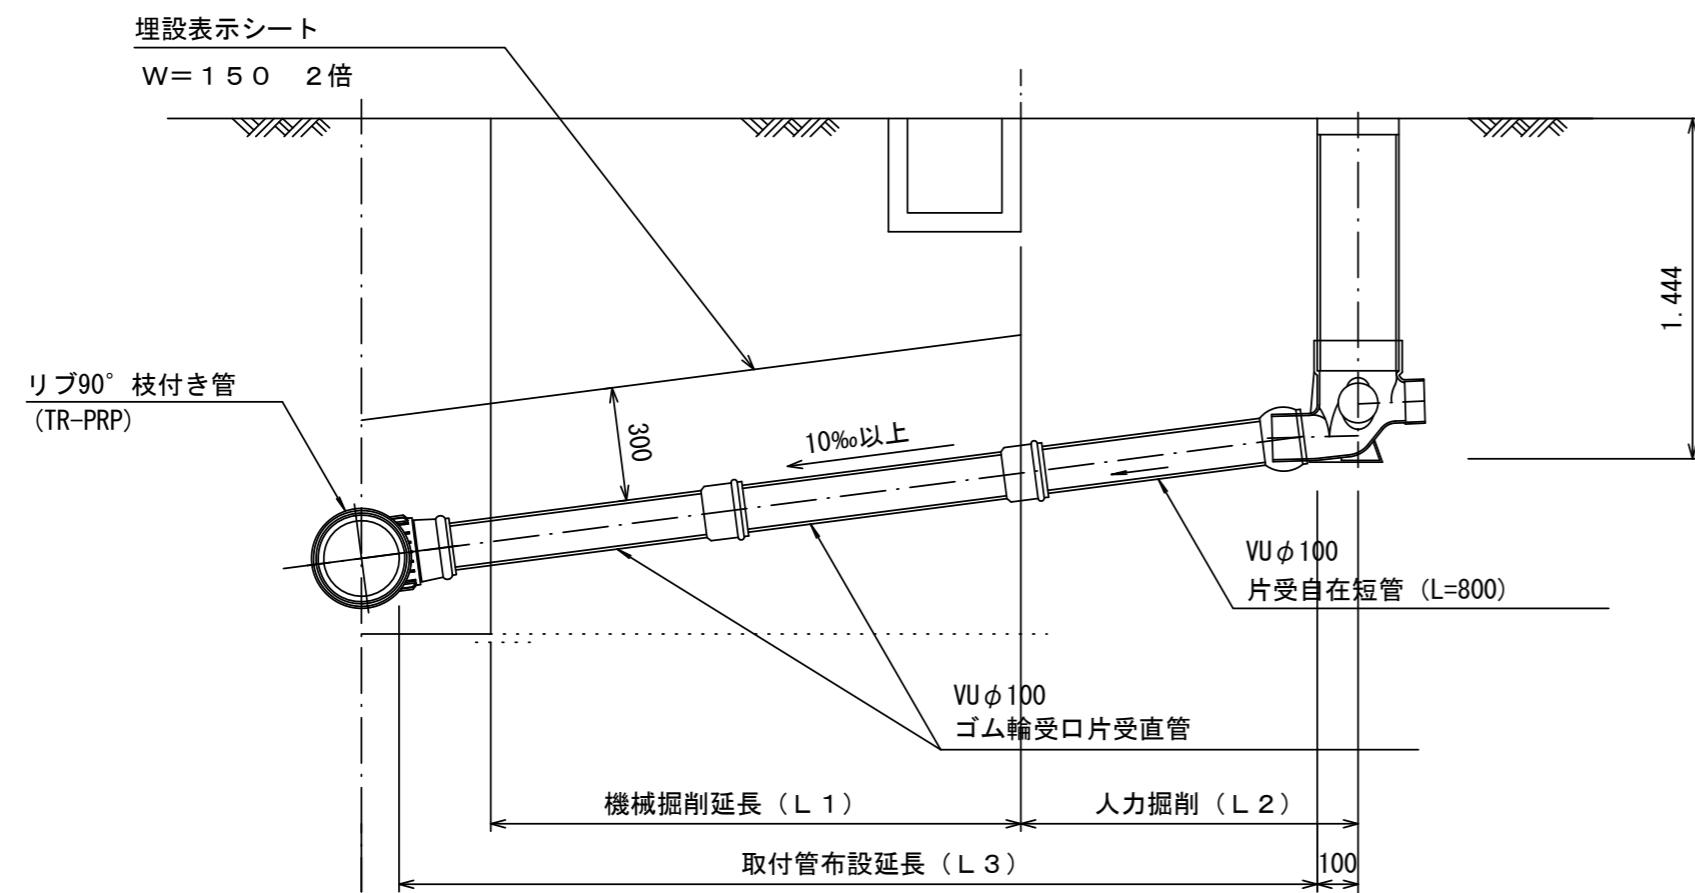 埋設表示シート
W=150 2倍
リブ90°枝付き管
(TR-PRP)
300
10‰以上
1.444
VUφ100
片受自在短管 (L=800)
VUφ100
ゴム輪受口片受直管
機械掘削延長(L1)
人力掘削(L2)
取付管布設延長(L3)
100